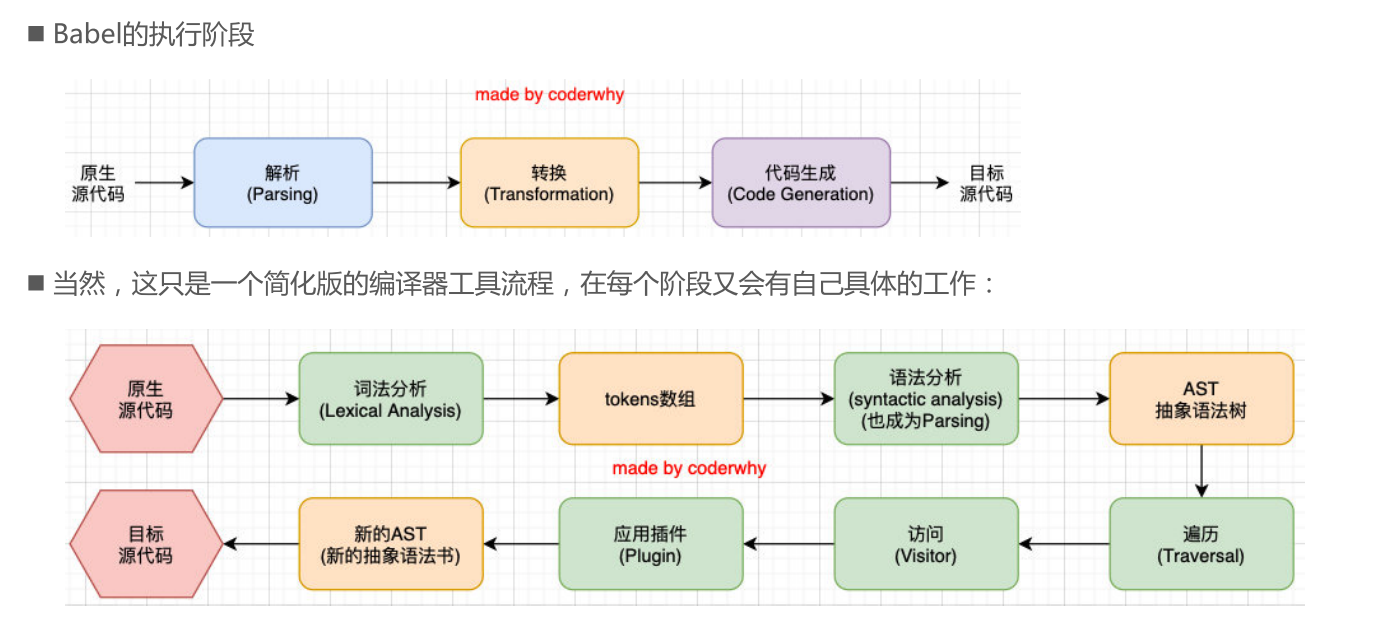 ■ Babel的执行阶段
made by coderwhy
原生
源代码
解析
(Parsing)
转换
(Transformation)
代码生成
(Code Generation)
目标
源代码
■ 当然，这只是一个简化版的编译器工具流程，在每个阶段又会有自己具体的工作：
原生
源代码
词法分析
(Lexical Analysis)
tokens数组
语法分析
(syntactic analysis)
(也成为Parsing)
AST
抽象语法树
made by coderwhy
遍历
(Traversal)
访问
(Visitor)
应用插件
(Plugin)
新的AST
(新的抽象语法书)
目标
源代码